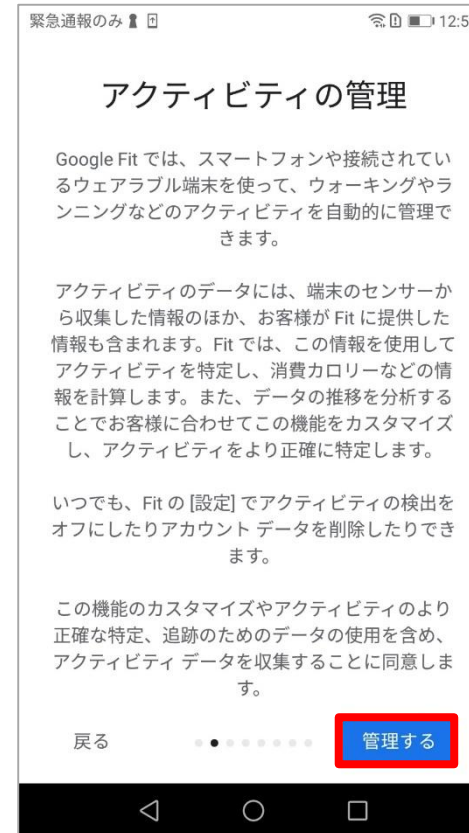 緊急通報のみ 12:5
アクティビティの管理
Google Fit では、スマートフォンや接続されてい
るウェアラブル端末を使って、ウォーキングやラ
ンニングなどのアクティビティを自動的に管理で
きます。
アクティビティのデータには、端末のセンサーか
ら収集した情報のほか、お客様が Fit に提供した
情報も含まれます。Fit では、この情報を使用して
アクティビティを特定し、消費カロリーなどの情
報を計算します。また、データの推移を分析する
ことでお客様に合わせてこの機能をカスタマイズ
し、アクティビティをより正確に特定します。
いつでも、Fit の [設定] でアクティビティの検出を
オフにしたりアカウント データを削除したりでき
ます。
この機能のカスタマイズやアクティビティのより
正確な特定、追跡のためのデータの使用を含め、
アクティビティ データを収集することに同意しま
す。
戻る 管理する